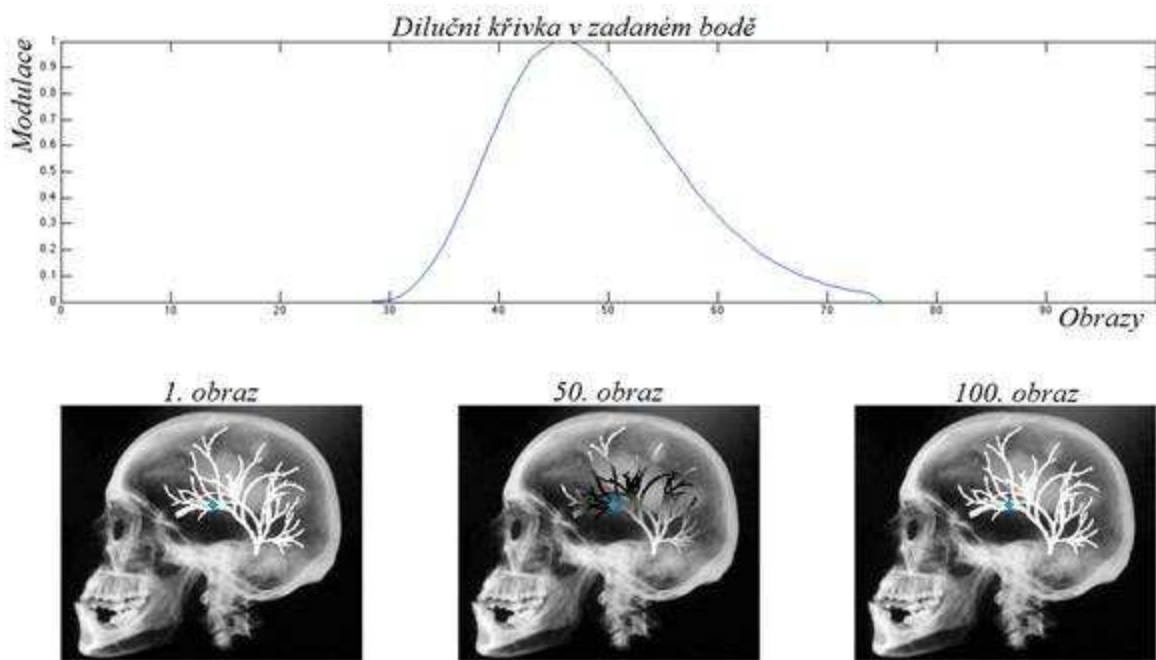 Diluční křivka v zadaném bodě
Modulace
1
0.9
0.8
0.7
0.6
0.5
0.4
0.3
0.2
0.1
0
0 10 20 30 40 50 60 70 80 90
Obrazy
1. obraz 50. obraz 100. obraz